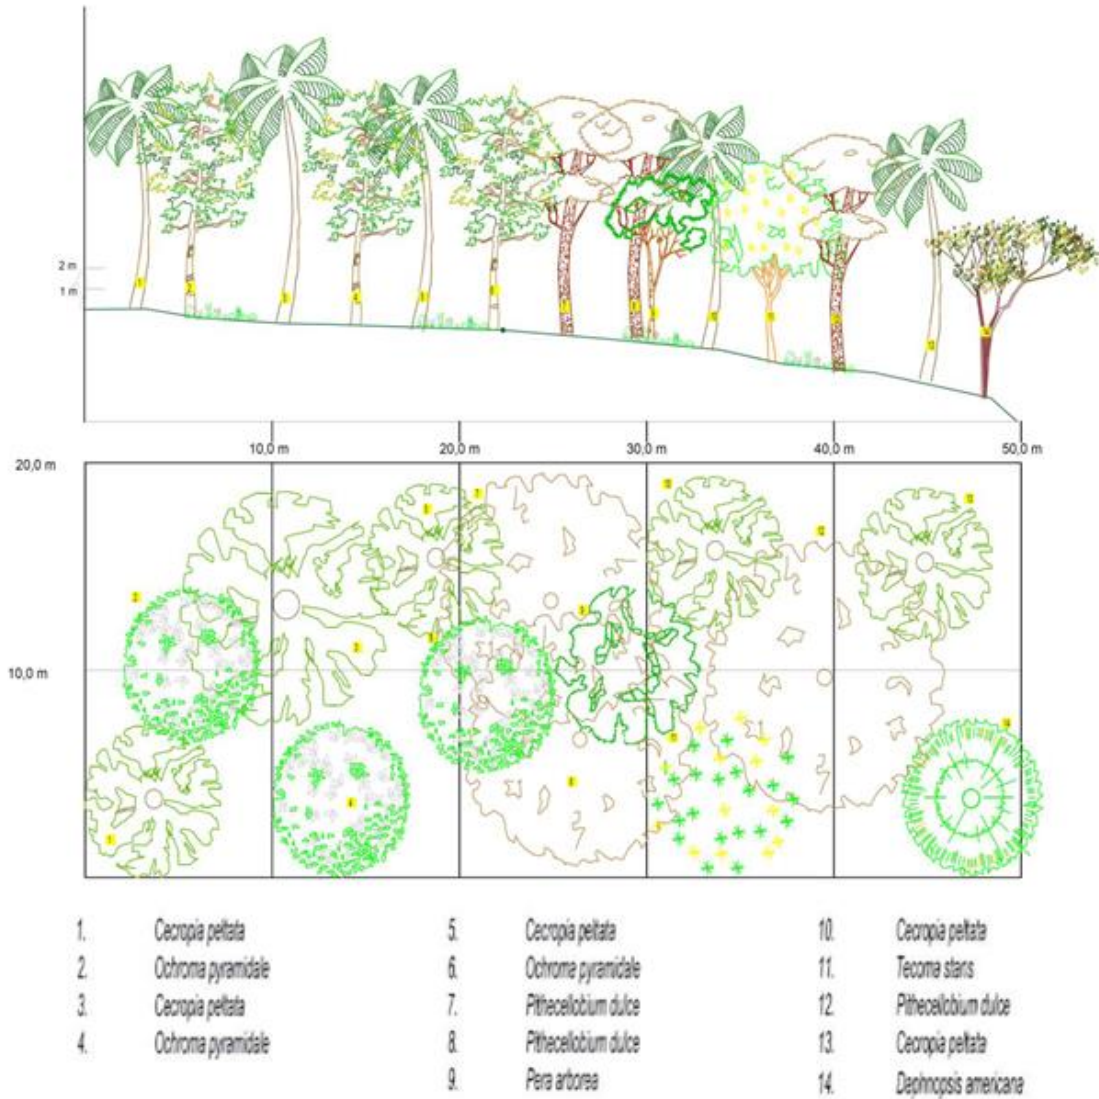 2 m
1 m
10,0 m
20,0 m
30,0 m
40,0 m
50,0 m
20,0 m
10,0 m
1. Cecropia peltata
2. Ochroma pyramidale
3. Cecropia peltata
4. Ochroma pyramidale
5. Cecropia peltata
6. Ochroma pyramidale
7. Pithecellobium dulce
8. Pithecellobium dulce
9. Pera arborea
10. Cecropia peltata
11. Tecoma stans
12. Pithecellobium dulce
13. Cecropia peltata
14. Daphnopsis americana